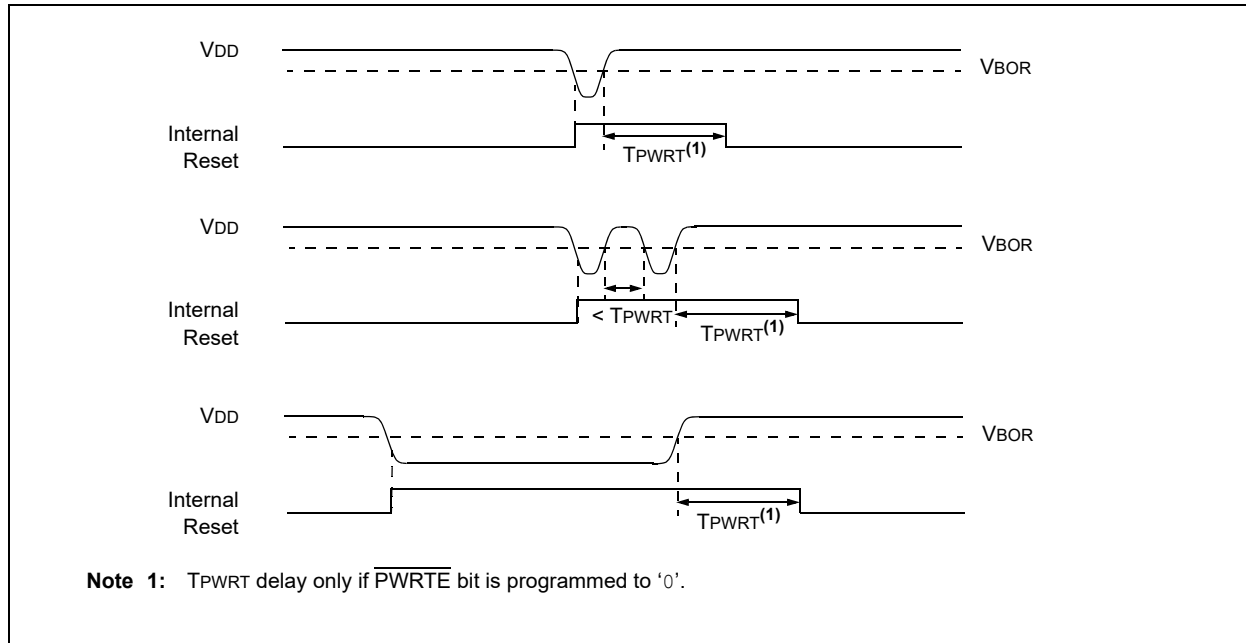 VDD
VBOR
Internal
Reset
TPWRT(1)
VDD
VBOR
Internal
Reset
< TPWRT
TPWRT(1)
VDD
VBOR
Internal
Reset
TPWRT(1)
Note 1: TPWRT delay only if PWRTE bit is programmed to ‘0’.